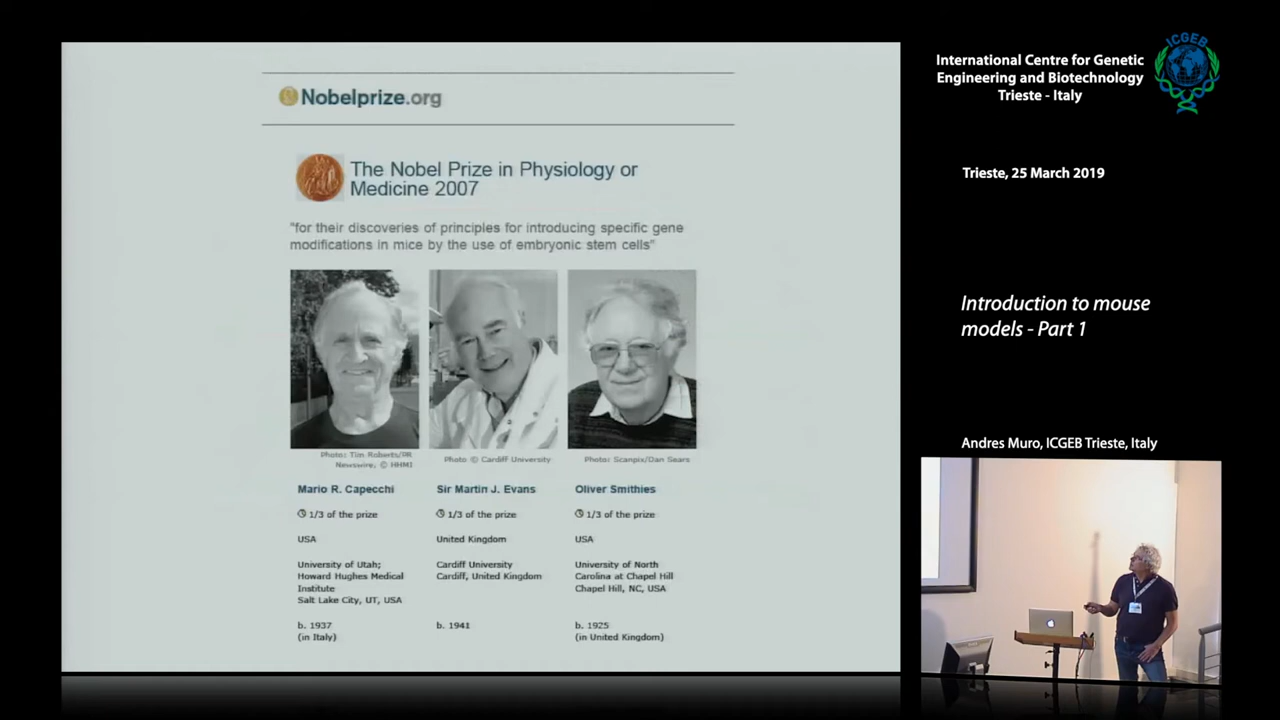 Nobelprize.org
The Nobel Prize in Physiology or
Medicine 2007
"for their discoveries of principles for introducing specific gene
modifications in mice by the use of embryonic stem cells"
Photo: Tim Roberts/PR
Newswire, © HHMI
Photo © Cardiff University
Photo: Scanpix/Dan Sears
Mario R. Capecchi
1/3 of the prize
USA
University of Utah;
Howard Hughes Medical
Institute
Salt Lake City, UT, USA
b. 1937
(in Italy)
Sir Martin J. Evans
1/3 of the prize
United Kingdom
Cardiff University
Cardiff, United Kingdom
b. 1941
Oliver Smithies
1/3 of the prize
USA
University of North
Carolina at Chapel Hill
Chapel Hill, NC, USA
b. 1925
(in United Kingdom)
International Centre for Genetic
Engineering and Biotechnology
Trieste - Italy
ICGEB
Trieste, 25 March 2019
Introduction to mouse
models - Part 1
Andres Muro, ICGEB Trieste, Italy